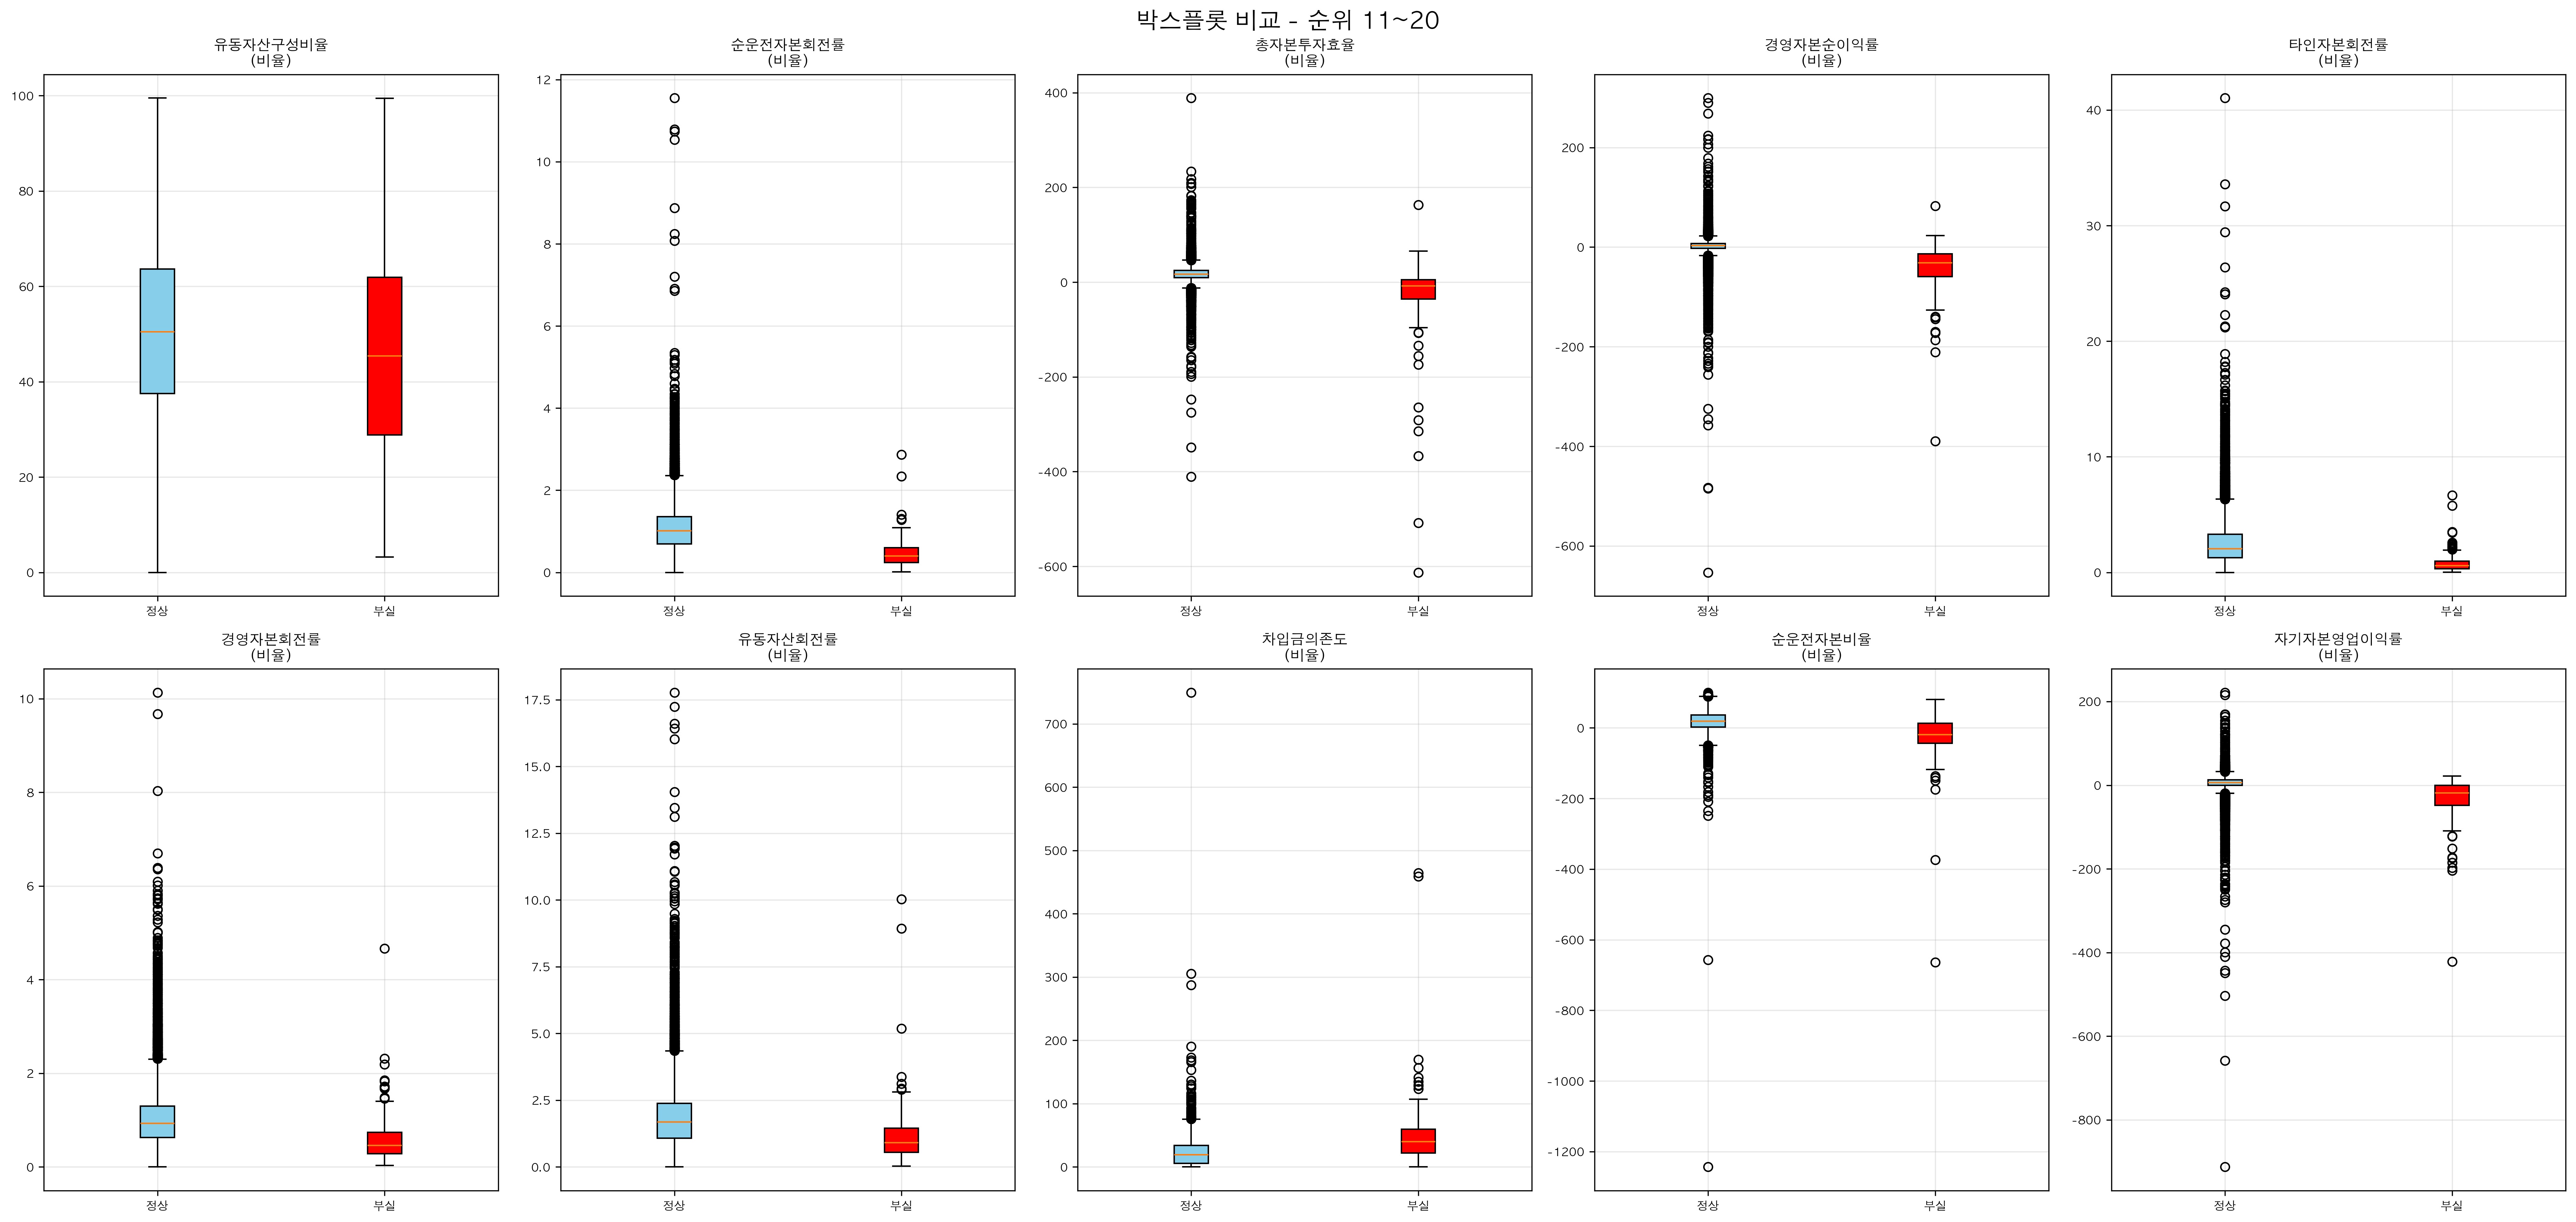 박스플롯 비교 - 순위 11~20
유동자산구성비율
(비율)
100
80
60
40
20
0
정상 부실
순운전자본회전률
(비율)
12
10
8
6
4
2
0
정상 부실
총자본투자효율
(비율)
400
200
0
-200
-400
-600
정상 부실
경영자본순이익률
(비율)
200
0
-200
-400
-600
정상 부실
타인자본회전률
(비율)
40
30
20
10
0
정상 부실
경영자본회전률
(비율)
10
8
6
4
2
0
정상 부실
유동자산회전률
(비율)
17.5
15.0
12.5
10.0
7.5
5.0
2.5
0.0
정상 부실
차입금의존도
(비율)
700
600
500
400
300
200
100
0
정상 부실
순운전자본비율
(비율)
0
-200
-400
-600
-800
-1000
-1200
정상 부실
자기자본영업이익률
(비율)
200
0
-200
-400
-600
-800
정상 부실